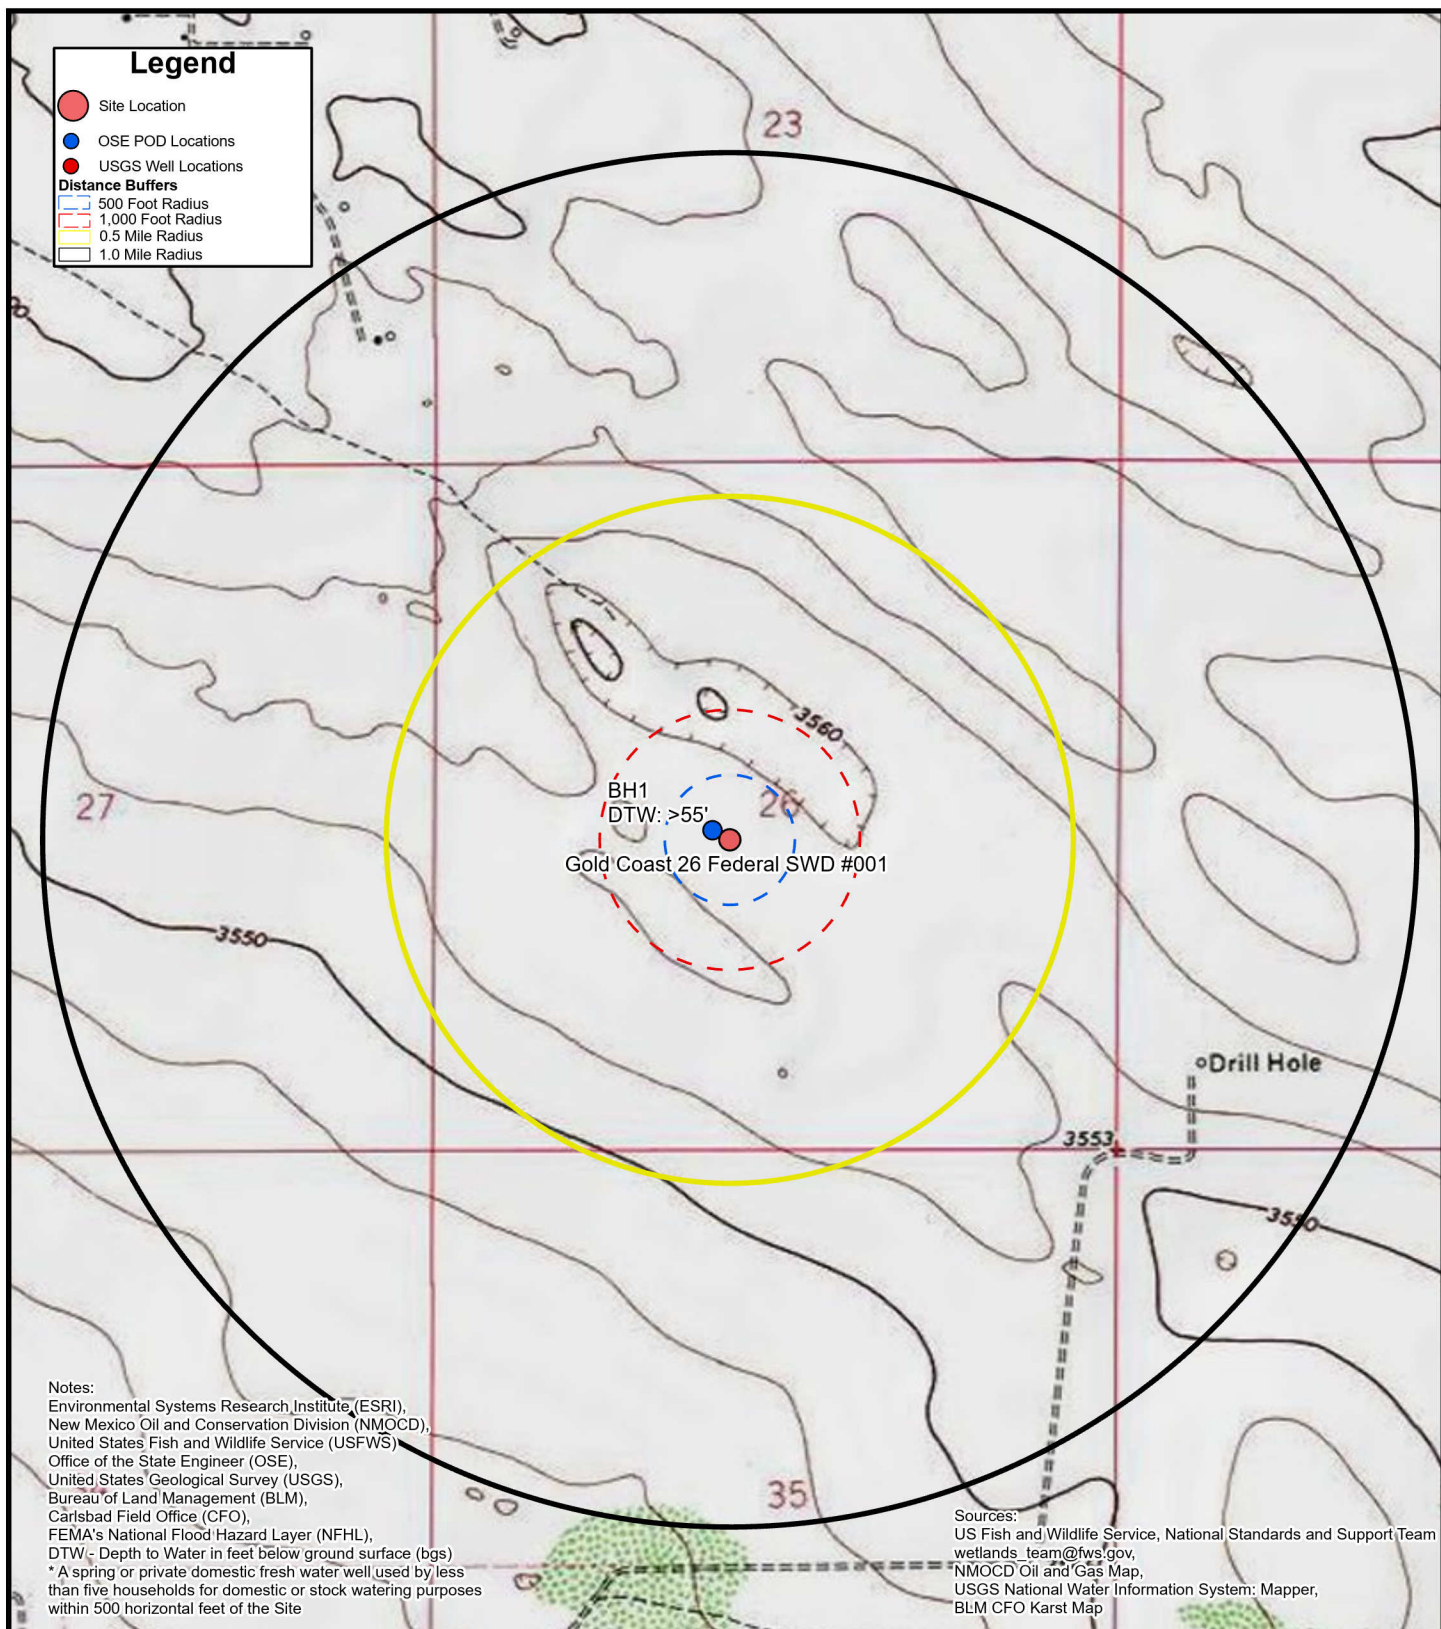 Legend
Site Location
OSE POD Locations
USGS Well Locations
Distance Buffers
500 Foot Radius
1,000 Foot Radius
0.5 Mile Radius
1.0 Mile Radius
23
3560
27
26
BH1
DTW: >55'
Gold Coast 26 Federal SWD #001
3550
Drill Hole
3553
3550
35
Notes:
Environmental Systems Research Institute (ESRI),
New Mexico Oil and Conservation Division (NMOCD),
United States Fish and Wildlife Service (USFWS)
Office of the State Engineer (OSE),
United States Geological Survey (USGS),
Bureau of Land Management (BLM),
Carlsbad Field Office (CFO),
FEMA's National Flood Hazard Layer (NFHL),
DTW - Depth to Water in feet below ground surface (bgs)
* A spring or private domestic fresh water well used by less
than five households for domestic or stock watering purposes
within 500 horizontal feet of the Site
Sources:
US Fish and Wildlife Service, National Standards and Support Team
wetlands_team@fws.gov,
NMOCD Oil and Gas Map,
USGS National Water Information System: Mapper,
BLM CFO Karst Map